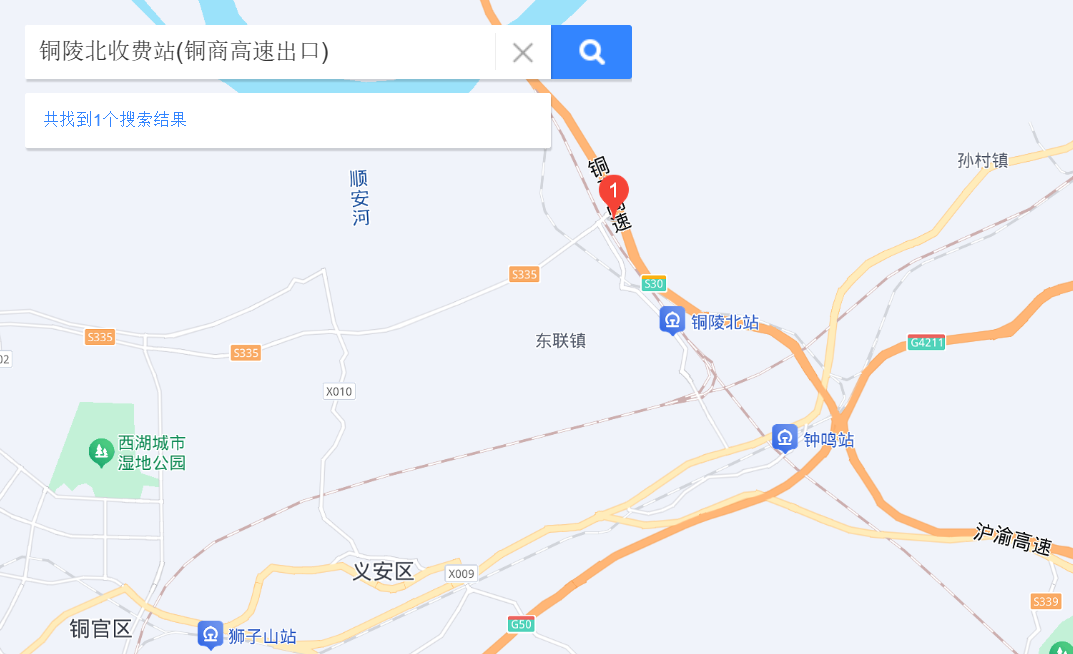 铜陵北收费站(铜商高速出口)
共找到1个搜索结果
孙村镇
顺安河
1
S335
S30
铜陵北站
S335
东联镇
G4211
S335
X010
西湖城市
湿地公园
钟鸣站
沪渝高速
义安区
X009
S339
G50
铜官区
狮子山站